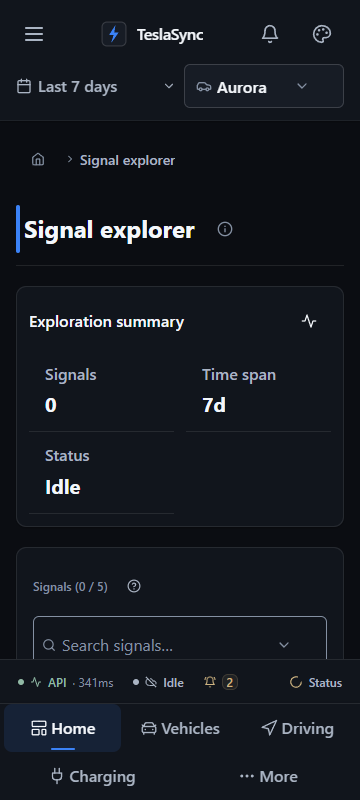 TeslaSync
Last 7 days
Aurora
Signal explorer
Signal explorer
Exploration summary
Signals
Time span
0
7d
Status
Idle
Signals (0 / 5)
Search signals...
API · 341ms
Idle
2
Status
Home
Vehicles
Driving
Charging
More